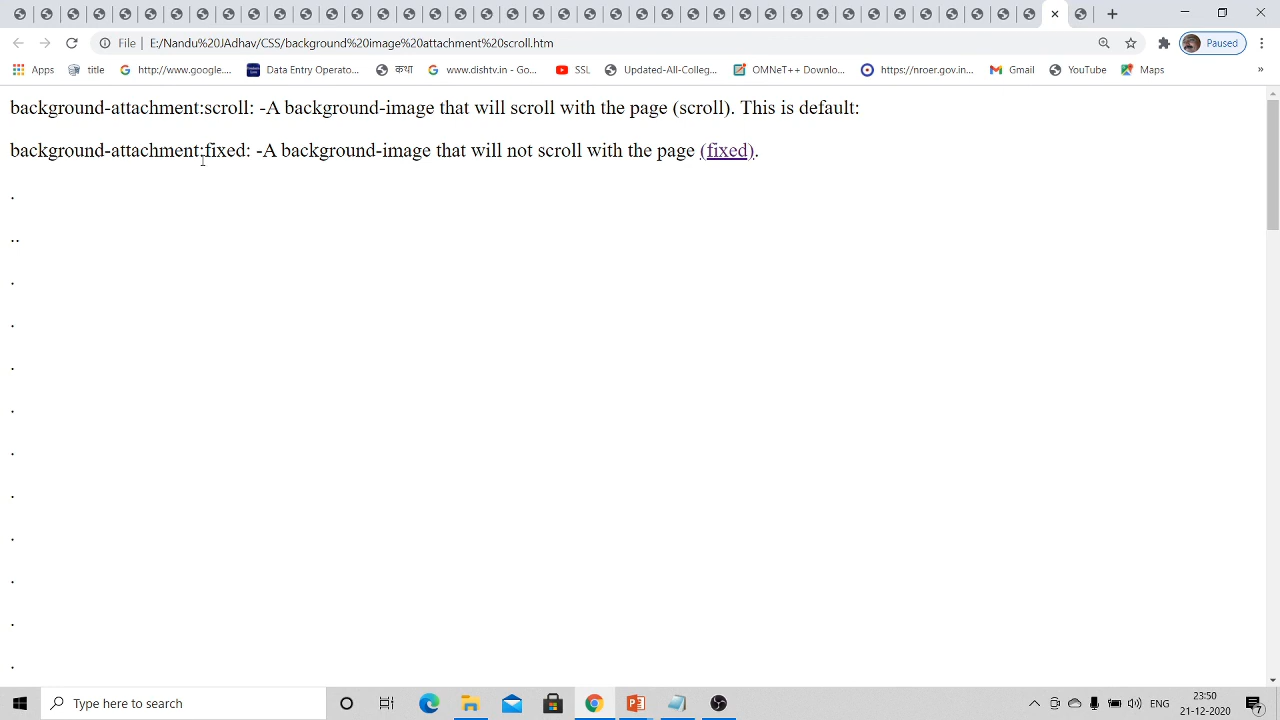 File | E:/Nandu%20JAdhav/CSS/background%20image%20attachment%20scroll.htm
Paused
Apps title http://www.google.... Data Entry Operato... कथा www.dishtv.in - Go... SSL Updated-All-Colleg... OMNeT++ Downlo... https://nroer.gov.in... Gmail YouTube Maps »
background-attachment:scroll: -A background-image that will scroll with the page (scroll). This is default:
background-attachment:fixed: -A background-image that will not scroll with the page (fixed).
.
..
.
.
.
.
.
.
.
.
.
.
Type here to search
ENG
23:50
21-12-2020
7